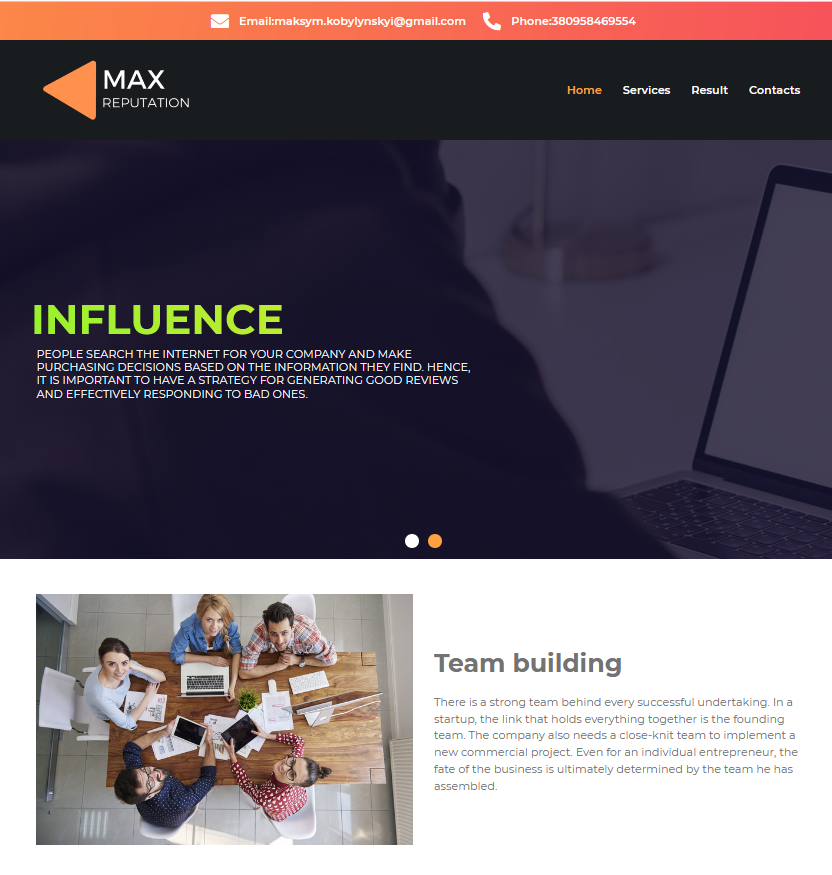 Email:maksym.kobylynskyi@gmail.com Phone:380958469554
MAX
REPUTATION
Home Services Result Contacts
INFLUENCE
PEOPLE SEARCH THE INTERNET FOR YOUR COMPANY AND MAKE
PURCHASING DECISIONS BASED ON THE INFORMATION THEY FIND. HENCE,
IT IS IMPORTANT TO HAVE A STRATEGY FOR GENERATING GOOD REVIEWS
AND EFFECTIVELY RESPONDING TO BAD ONES.
Team building
There is a strong team behind every successful undertaking. In a
startup, the link that holds everything together is the founding
team. The company also needs a close-knit team to implement a
new commercial project. Even for an individual entrepreneur, the
fate of the business is ultimately determined by the team he has
assembled.